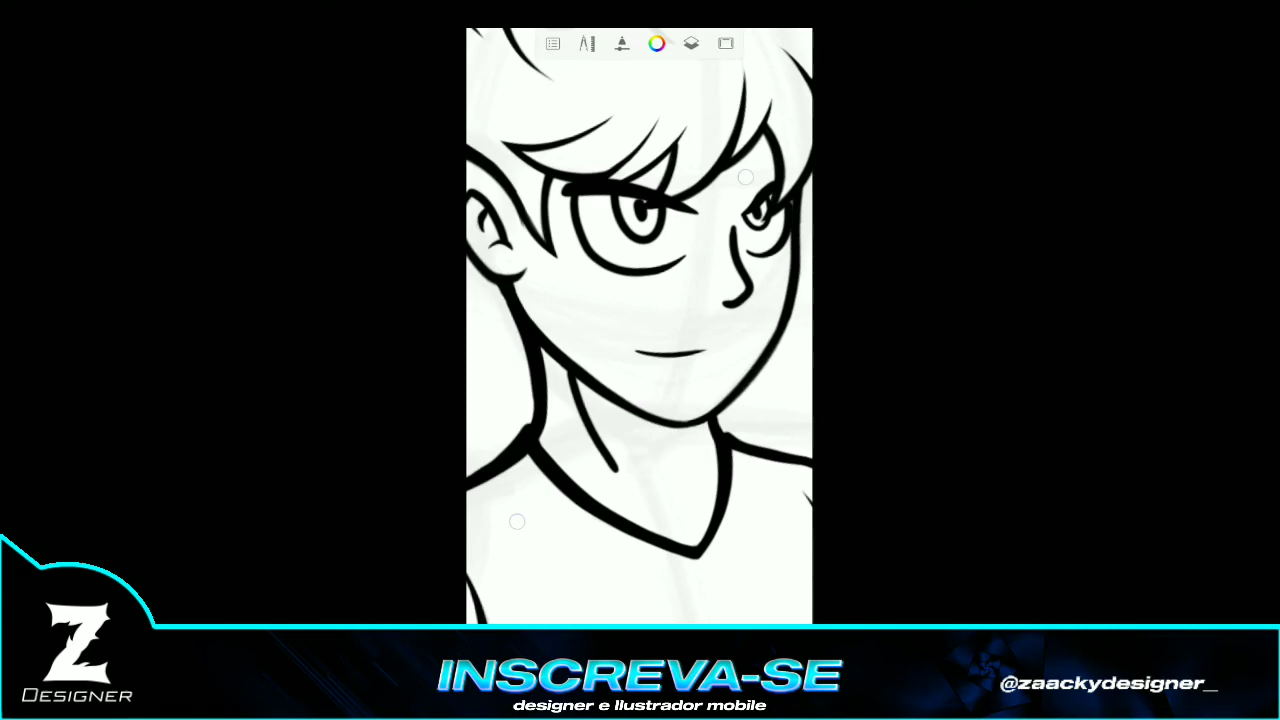 INSCREVA-SE
designer e Ilustrador mobile
@zaackydesigner_
Z
DESIGNER